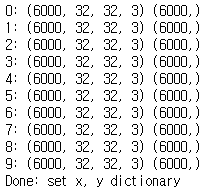 0: (6000, 32, 32, 3) (6000,)
1: (6000, 32, 32, 3) (6000,)
2: (6000, 32, 32, 3) (6000,)
3: (6000, 32, 32, 3) (6000,)
4: (6000, 32, 32, 3) (6000,)
5: (6000, 32, 32, 3) (6000,)
6: (6000, 32, 32, 3) (6000,)
7: (6000, 32, 32, 3) (6000,)
8: (6000, 32, 32, 3) (6000,)
9: (6000, 32, 32, 3) (6000,)
Done: set x, y dictionary